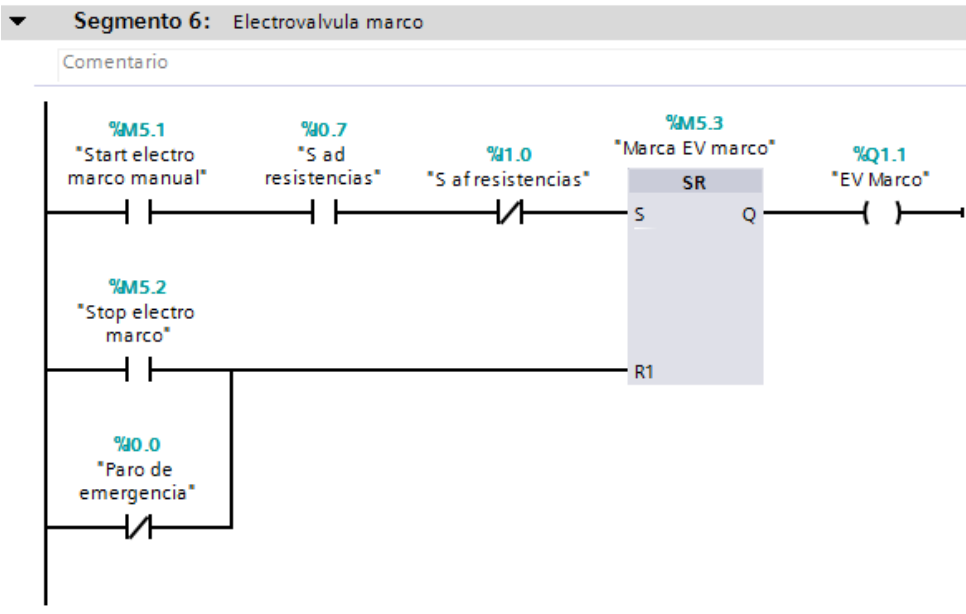 Segmento 6: Electrovalvula marco
Comentario
%M5.1
"Start electro
marco manual"
%I0.7
"S ad
resistencias"
%I1.0
"S af resistencias"
%M5.3
"Marca EV marco"
SR
S
Q
R1
%Q1.1
"EV Marco"
%M5.2
"Stop electro
marco"
%I0.0
"Paro de
emergencia"